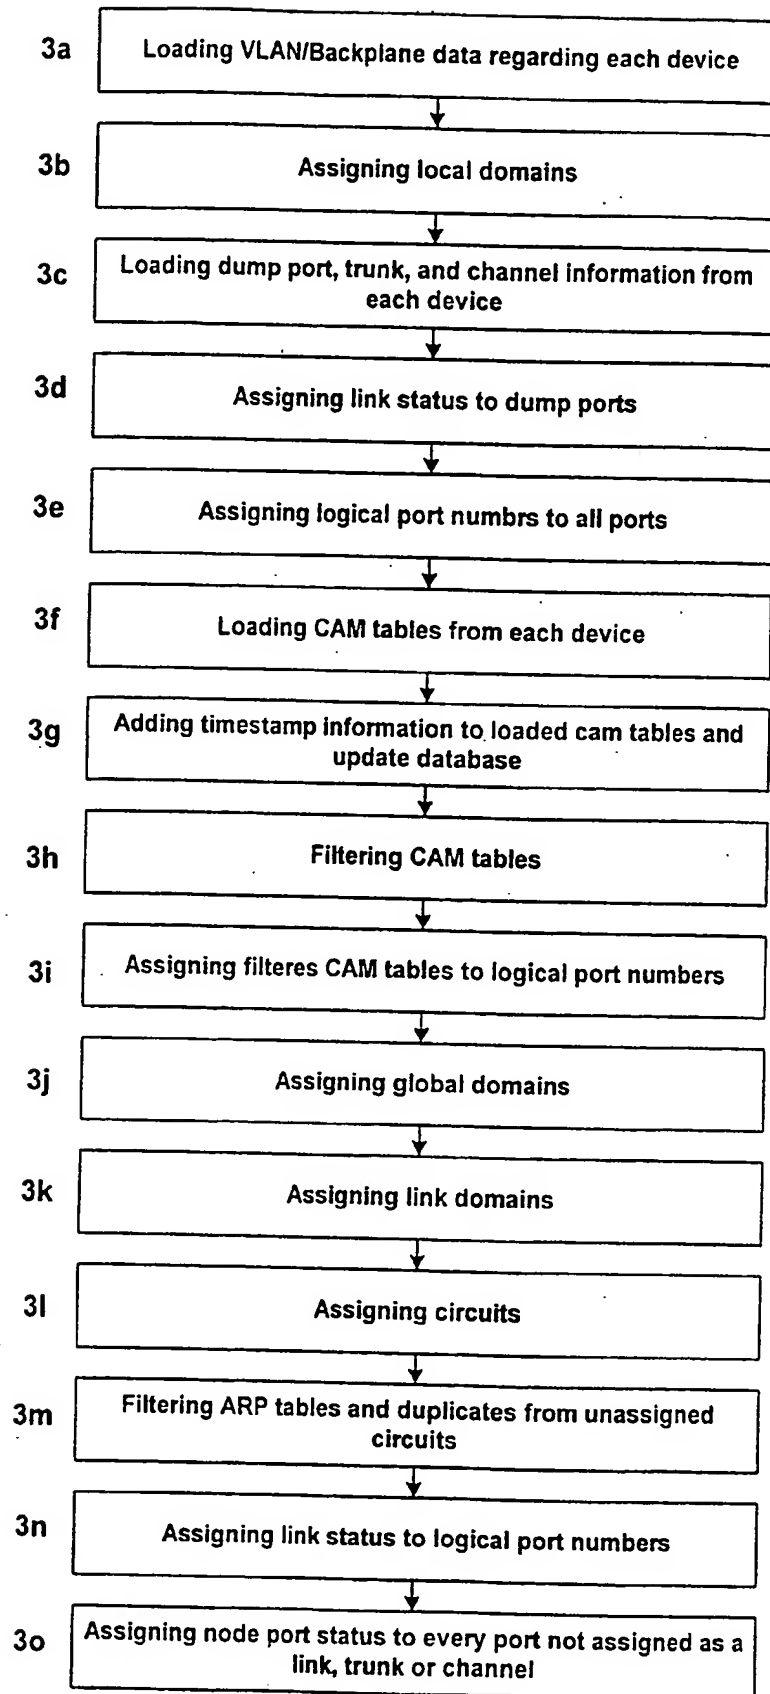 3a
Loading VLAN/Backplane data regarding each device
3b
Assigning local domains
3c
Loading dump port, trunk, and channel information from
each device
3d
Assigning link status to dump ports
3e
Assigning logical port numbrs to all ports
3f
Loading CAM tables from each device
3g
Adding timestamp information to loaded cam tables and
update database
3h
Filtering CAM tables
3i
Assigning filteres CAM tables to logical port numbers
3j
Assigning global domains
3k
Assigning link domains
3l
Assigning circuits
3m
Filtering ARP tables and duplicates from unassigned
circuits
3n
Assigning link status to logical port numbers
3o
Assigning node port status to every port not assigned as a
link, trunk or channel